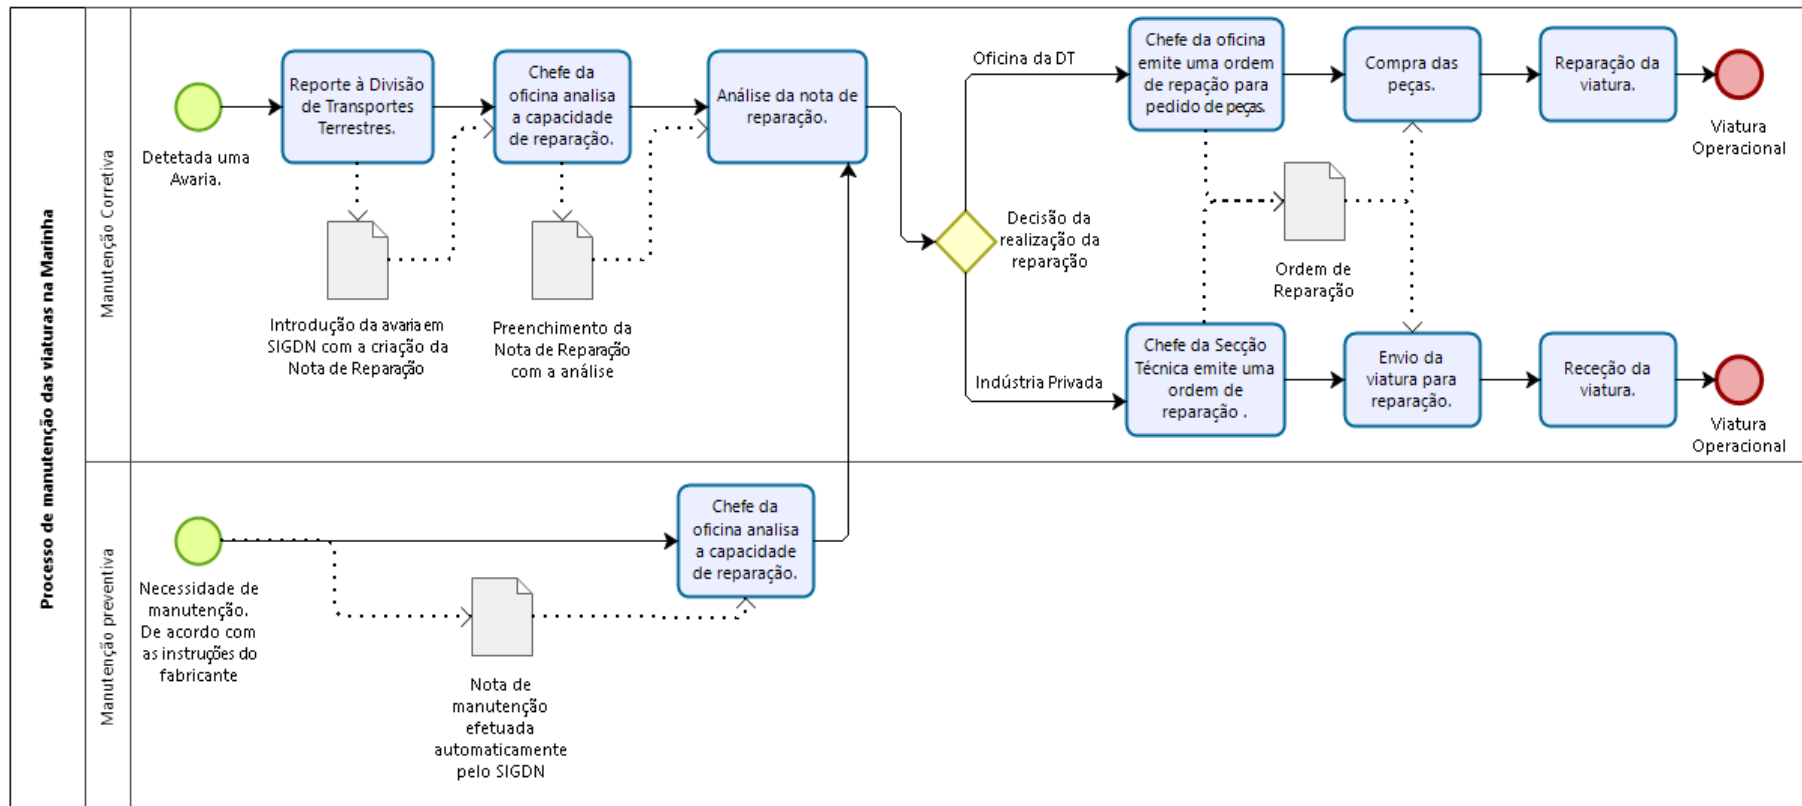 Processo de manutenção das viaturas na Marinha
Manutenção Corretiva
Detetada uma
Avaria.
Reporte à Divisão
de Transportes
Terrestres.
Introdução da avaria em
SIGDN com a criação da
Nota de Reparação
Chefe da
oficina analisa
a capacidade
de reparação.
Preenchimento da
Nota de Reparação
com a análise
Análise da nota de
reparação.
Decisão da
realização da
reparação
Oficina da DT
Chefe da oficina
emite uma ordem
de repação para
pedido de peças.
Compra das
peças.
Reparação da
viatura.
Viatura
Operacional
Ordem de
Reparação
Indústria Privada
Chefe da Secção
Técnica emite uma
ordem de
reparação .
Envio da
viatura para
reparação.
Receção da
viatura.
Viatura
Operacional
Manutenção preventiva
Necessidade de
manutenção.
De acordo com
as instruções do
fabricante
Nota de
manutenção
efetuada
automaticamente
pelo SIGDN
Chefe da
oficina analisa
a capacidade
de reparação.